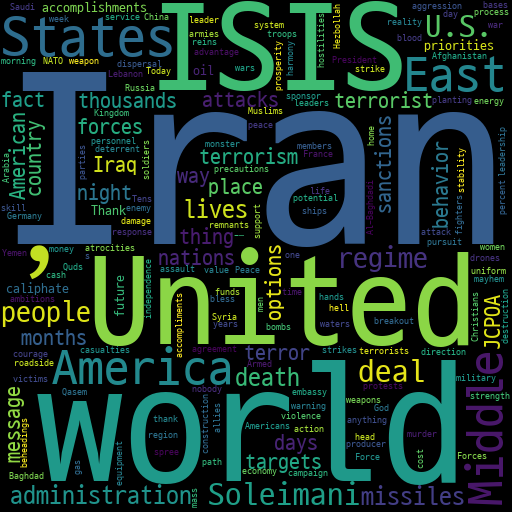 Saudi
accomplishments
leader
system
ISIS
U.S.
process
week
service
China
armies
troops
harmony
hostilities
Hezbollah
reality
day
bases
States
morning
NATO
weapon
dispersal
reins
advantage
wars
aggression
blood
war
priorities
East
Today
Lebanon
oil
prosperity
strike
President
Afghanistan
fact
thousands
Russia
attacks
sponsor
leaders
terrorist
planting
energy
American
country
Kingdom
personnel
deterrent
parties
forces
monster
Muslims
peace
members
France
sanctions
behavior
percent
leadership
Iran
Iraq
terrorism
precautions
home
Al-Baghdadi
fighters
stability
Arabia
Germany
Thank
night
soldiers
way
place
life
potential
ships
attack
pursuit
skill
Tens
enemy
damage
response
lives
remnants
support
options
,
thing
regime
Yemen
money
s
atrocities
nations
drones
women
ambitions
cash
Quds
independence
assault
value
Peace
one
hands
uniform
mayhem
caliphate
future
accompliments
funds
bless
men
time
hell
waters
breakout
JCPOA
Christians
destruction
people
United
Syria
years
bombs
months
courage
casualties
agreement
Armed
strikes
terrorists
direction
roadside
America
terror
deal
Middle
message
victims
nobody
embassy
protests
military
beheadings
Qasem
death
warning
weapons
God
strength
world
thank
construction
allies
Americans
violence
anything
region
days
action
producer
head
murder
Forces
Baghdad
gas
equipment
spree
path
targets
Force
cost
economy
campaign
administration
mass
Soleimani
missiles